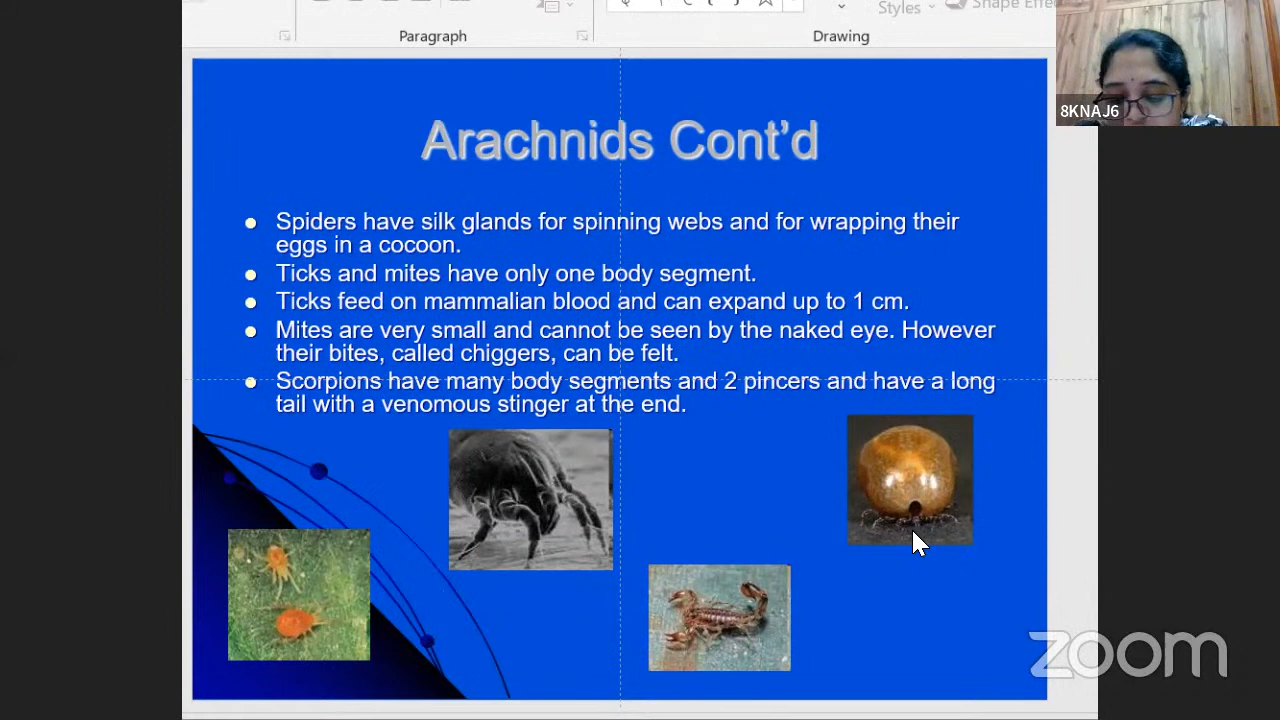 Styles
Shape Effe
Paragraph
Drawing
8KNAJ6
Arachnids Cont'd
Spiders have silk glands for spinning webs and for wrapping their
eggs in a cocoon.
Ticks and mites have only one body segment.
Ticks feed on mammalian blood and can expand up to 1 cm.
Mites are very small and cannot be seen by the naked eye. However
their bites, called chiggers, can be felt.
Scorpions have many body segments and 2 pincers and have a long
tail with a venomous stinger at the end.
zoom